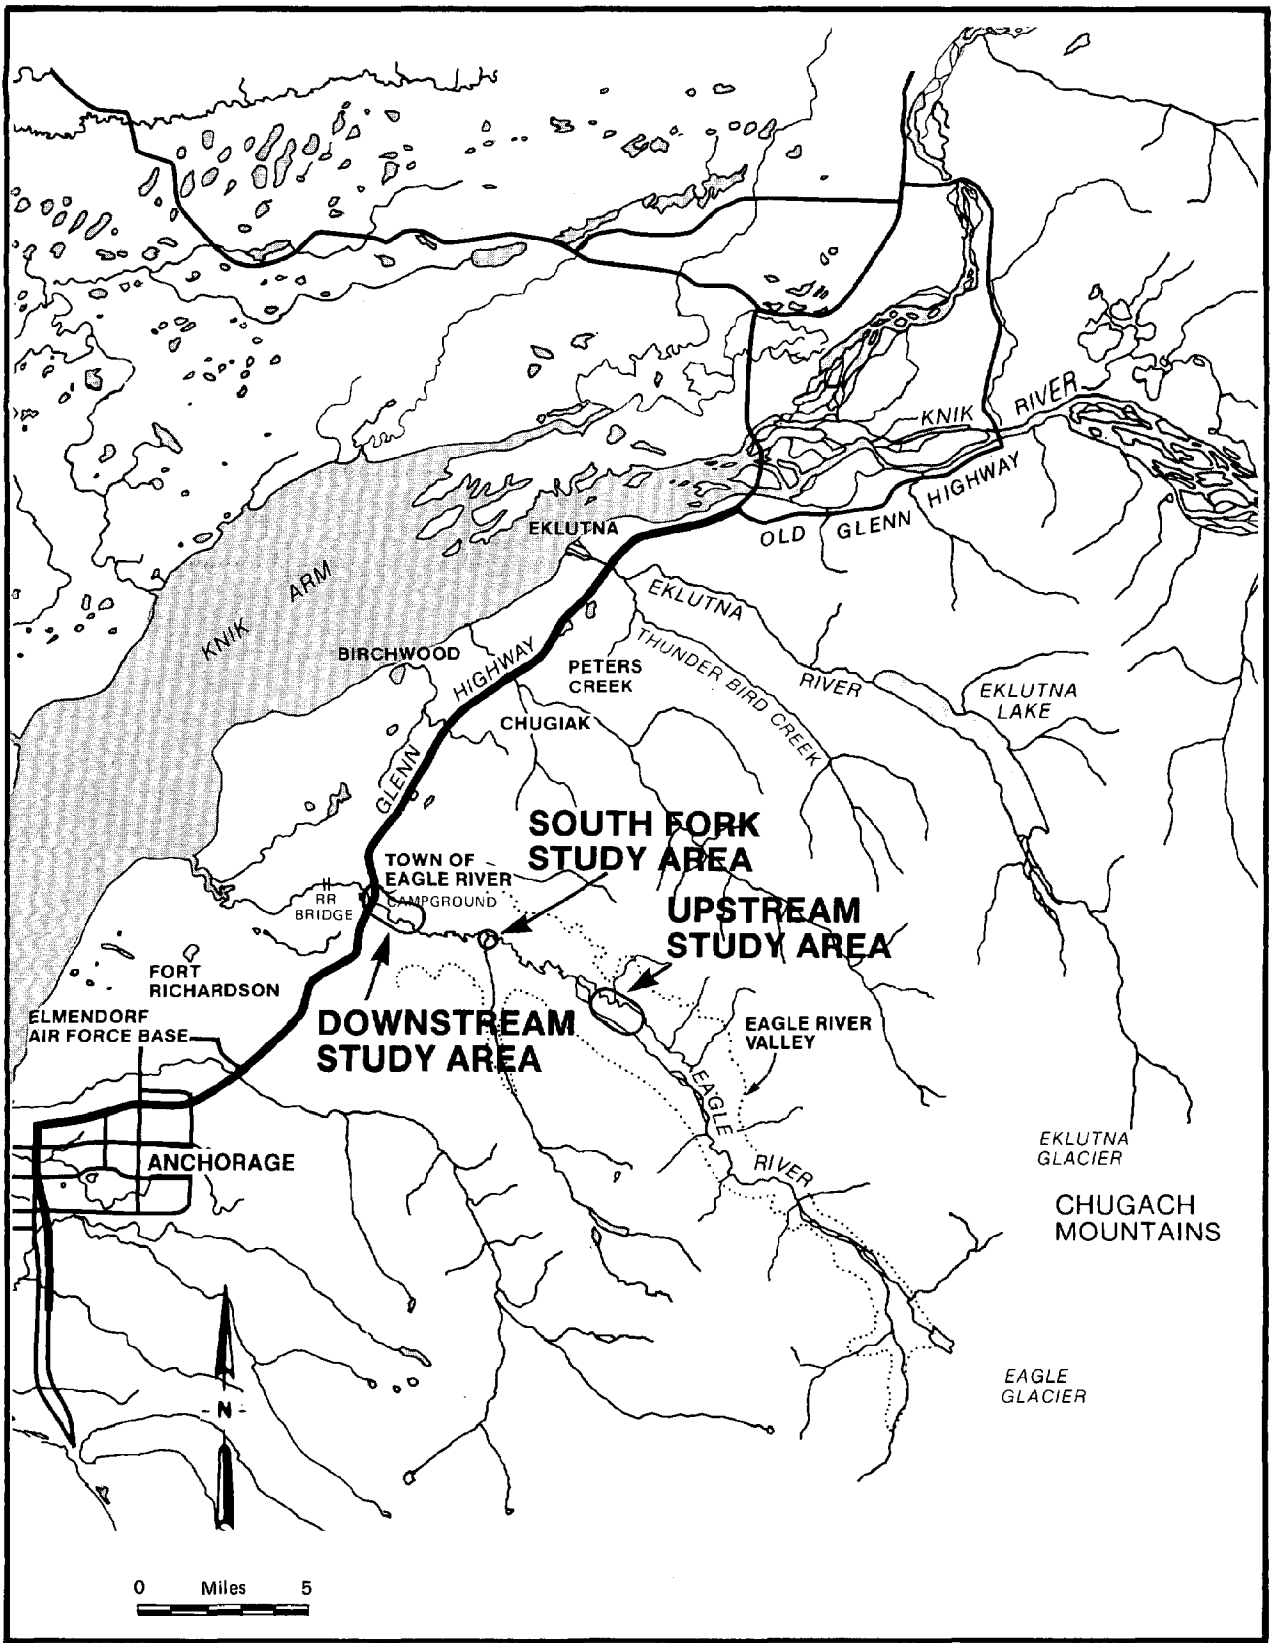 KNIK RIVER
OLD GLENN HIGHWAY
EKLUTNA
KNIK ARM
EKLUTNA RIVER
BIRCHWOOD
GLENN HIGHWAY
PETERS
CREEK
THUNDER BIRD CREEK
EKLUTNA
LAKE
CHUGIAK
SOUTH FORK
STUDY AREA
TOWN OF
EAGLE RIVER
CAMPGROUND
RR
BRIDGE
UPSTREAM
STUDY AREA
FORT
RICHARDSON
ELMENDORF
AIR FORCE BASE
DOWNSTREAM
STUDY AREA
EAGLE RIVER
VALLEY
EAGLE RIVER
EKLUTNA
GLACIER
ANCHORAGE
CHUGACH
MOUNTAINS
EAGLE
GLACIER
N
0 Miles 5